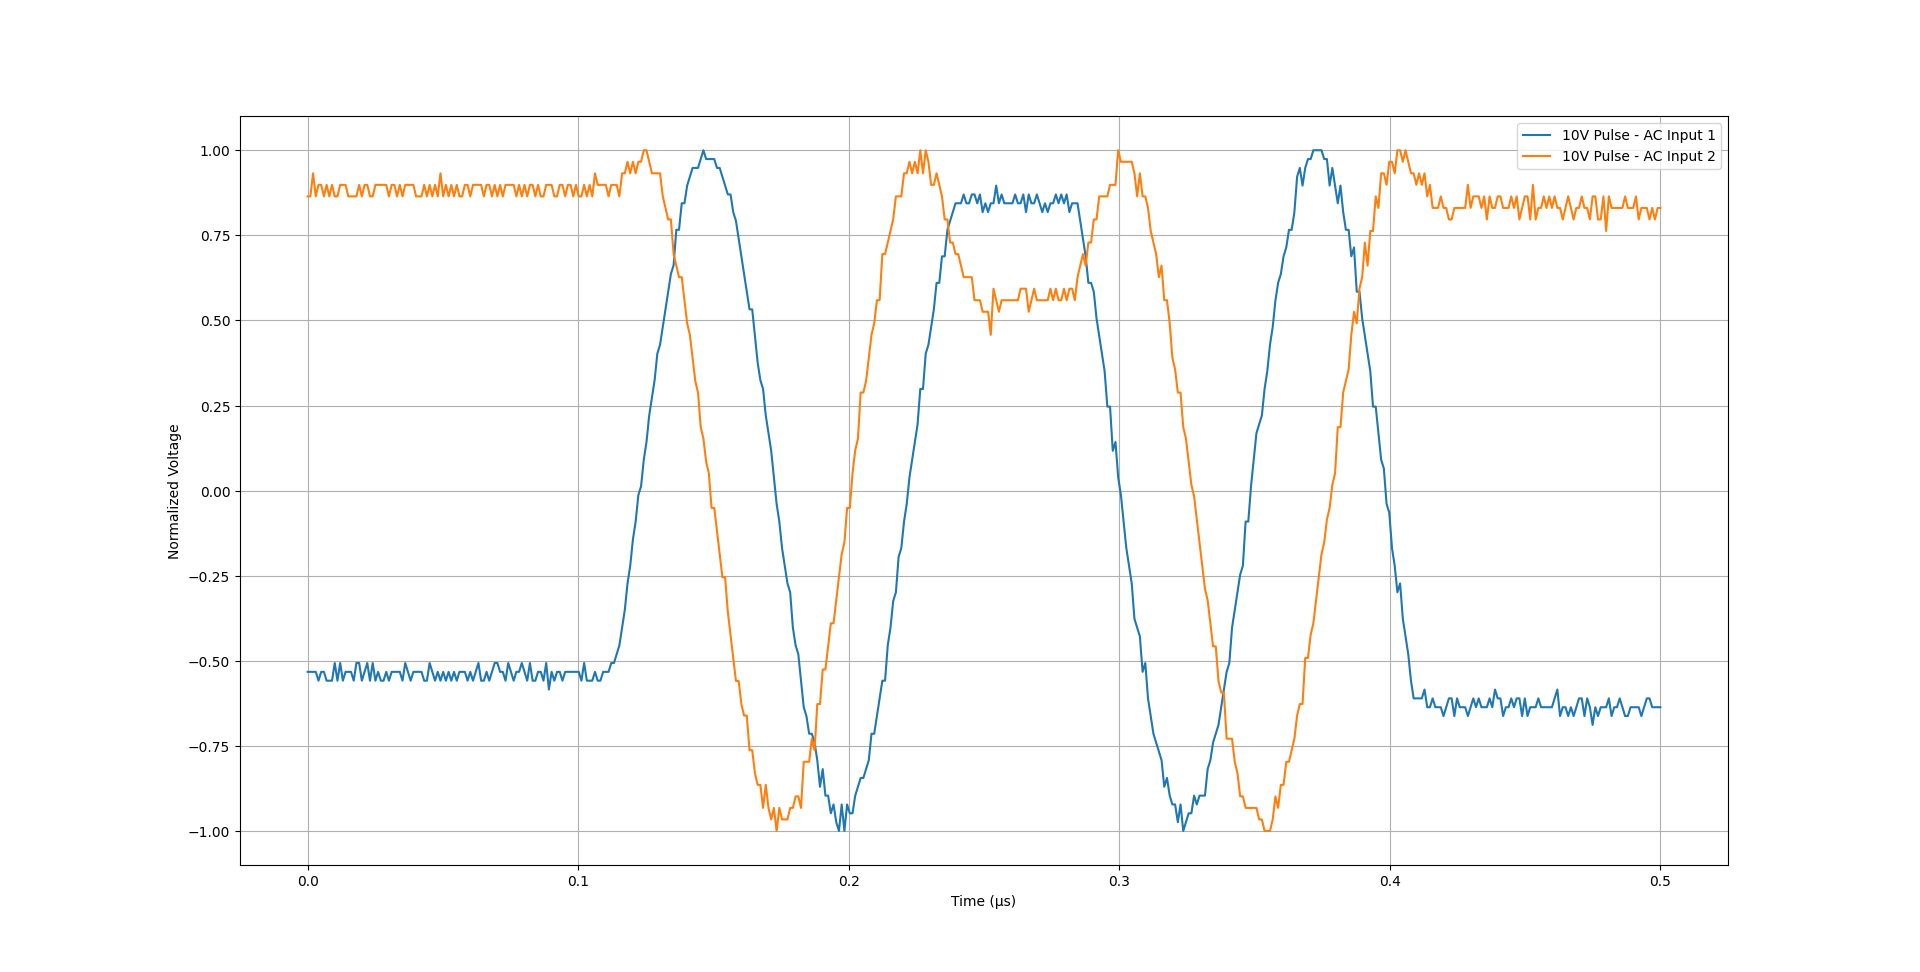 10V Pulse - AC Input 1
10V Pulse - AC Input 2
1.00
0.75
0.50
0.25
0.00
−0.25
−0.50
−0.75
−1.00
Normalized Voltage
0.0 0.1 0.2 0.3 0.4 0.5
Time (μs)